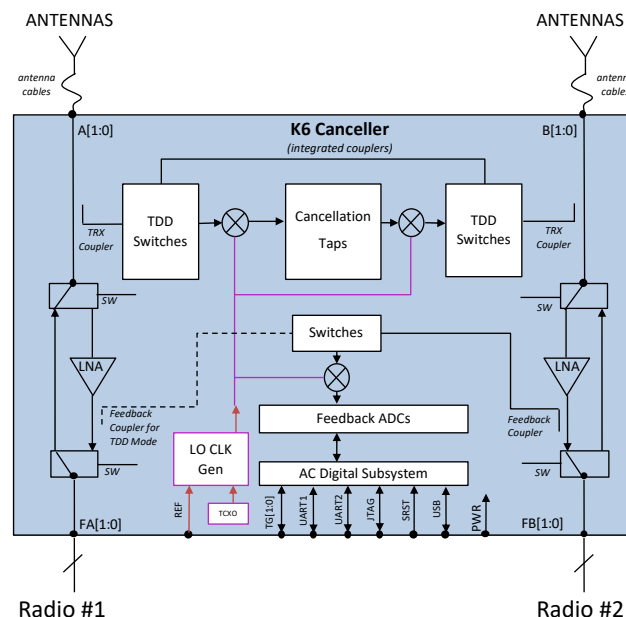 ANTENNAS
ANTENNAS
antenna
cables
antenna
cables
A[1:0]
K6 Canceller
B[1:0]
(integrated couplers)
TDD
Switches
Cancellation
Taps
TDD
Switches
TRX
Coupler
TRX
Coupler
SW
SW
Switches
LNA
LNA
Feedback
Coupler for
TDD Mode
Feedback ADCs
Feedback
Coupler
LO CLK
Gen
AC Digital Subsystem
SW
SW
REF
TCXO
TG[1:0]
UART1
UART2
JTAG
SRST
USB
PWR
FA[1:0]
FB[1:0]
Radio #1
Radio #2